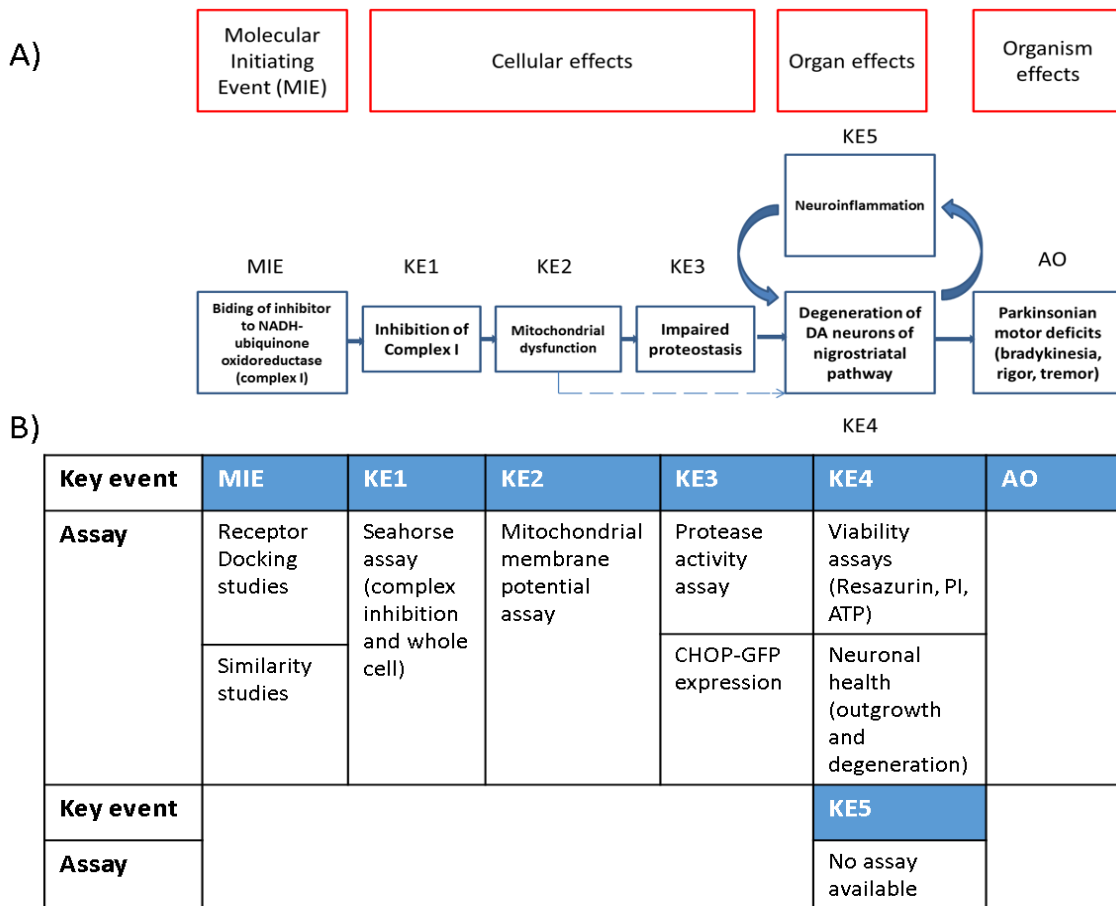 A)
Molecular
Initiating
Event (MIE)
Cellular effects
Organ effects
Organism
effects
KE5
Neuroinflammation
MIE
KE1
KE2
KE3
AO
Biding of inhibitor
to NADH-
ubiquinone
oxidoreductase
(complex I)
Inhibition of
Complex I
Mitochondrial
dysfunction
Impaired
proteostasis
Degeneration of
DA neurons of
nigrostriatal
pathway
Parkinsonian
motor deficits
(bradykinesia,
rigor, tremor)
KE4
B)
Key event
MIE
KE1
KE2
KE3
KE4
AO
Assay
Receptor
Docking
studies
Similarity
studies
Seahorse
assay
(complex
inhibition
and whole
cell)
Mitochondrial
membrane
potential
assay
Protease
activity
assay
CHOP-GFP
expression
Viability
assays
(Resazurin, PI,
ATP)
Neuronal
health
(outgrowth
and
degeneration)
Key event
KE5
Assay
No assay
available